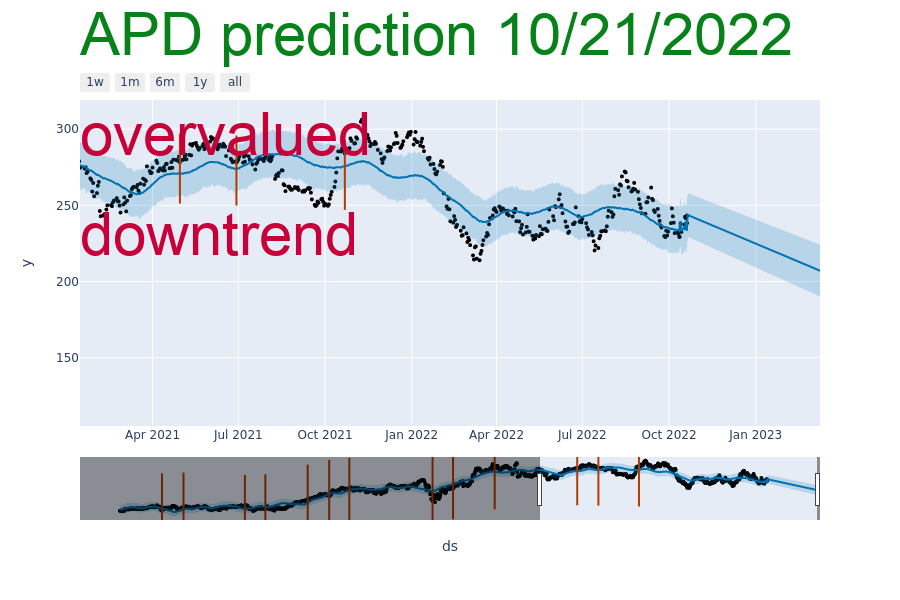 APD prediction 10/21/2022
1w 1m 6m 1y all
300
overvalued
250
downtrend
y
200
150
Apr 2021 Jul 2021 Oct 2021 Jan 2022 Apr 2022 Jul 2022 Oct 2022 Jan 2023
ds